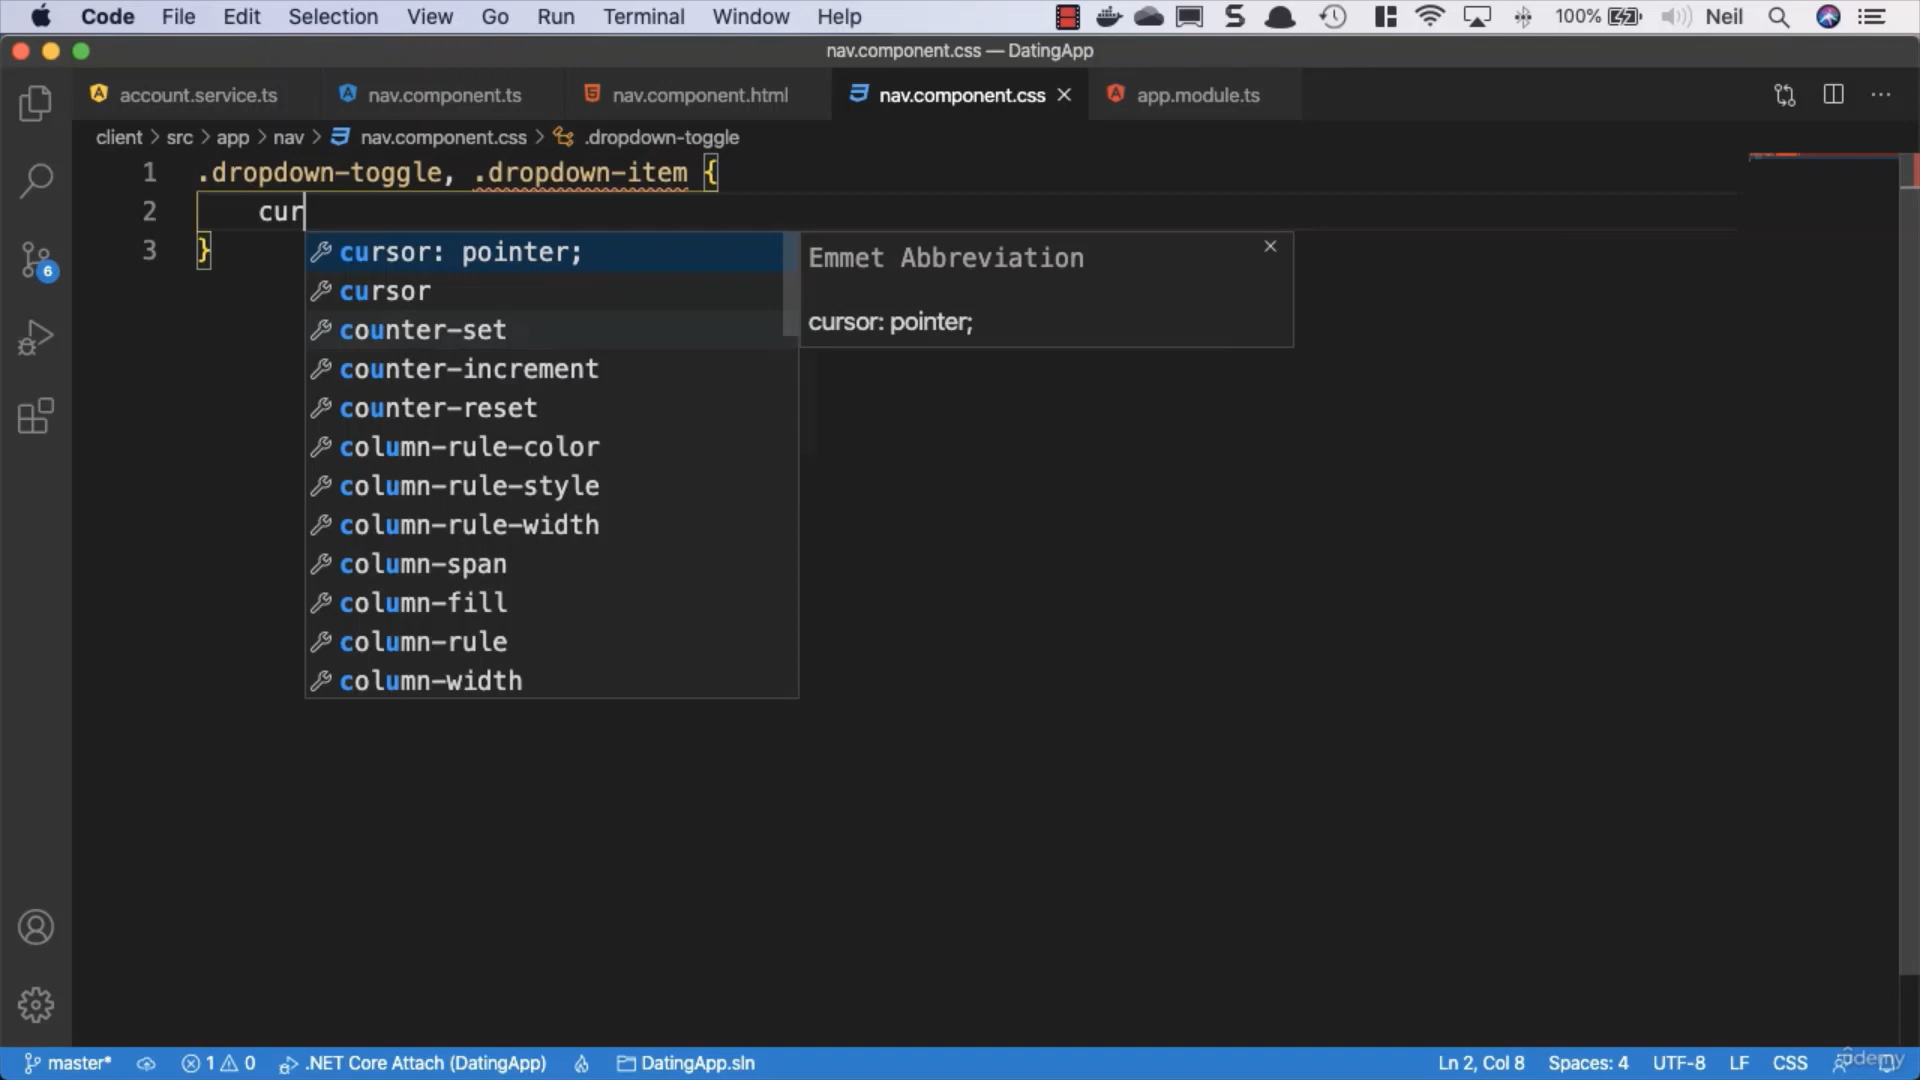 Code File Edit Selection View Go Run Terminal Window Help 100% Neil
nav.component.css — DatingApp
account.service.ts nav.component.ts nav.component.html nav.component.css app.module.ts
client > src > app > nav > nav.component.css > .dropdown-toggle
1 .dropdown-toggle, .dropdown-item {
2 cur
3 }
cursor: pointer;
cursor
counter-set
counter-increment
counter-reset
column-rule-color
column-rule-style
column-rule-width
column-span
column-fill
column-rule
column-width
Emmet Abbreviation
cursor: pointer;
6
master* 1 0 .NET Core Attach (DatingApp) DatingApp.sln Ln 2, Col 8 Spaces: 4 UTF-8 LF CSS
udemy